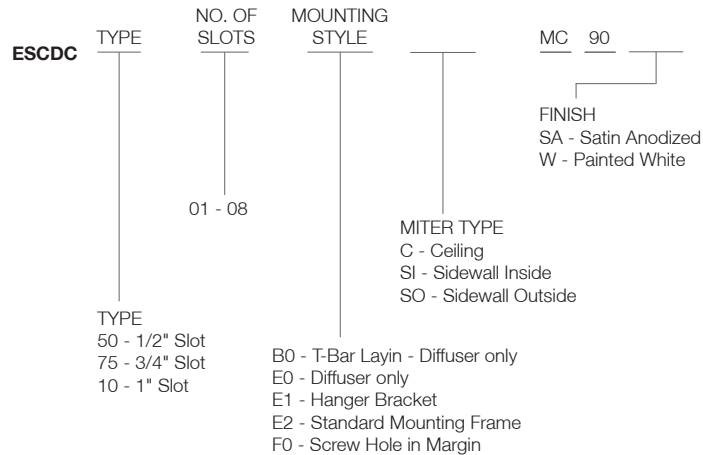 NO. OF
MOUNTING
TYPE
SLOTS
STYLE
MC 90
ESCDC
FINISH
SA - Satin Anodized
W - Painted White
01 - 08
MITER TYPE
C - Ceiling
SI - Sidewall Inside
SO - Sidewall Outside
TYPE
50 - 1/2" Slot
75 - 3/4" Slot
10 - 1" Slot
B0 - T-Bar Layin - Diffuser only
E0 - Diffuser only
E1 - Hanger Bracket
E2 - Standard Mounting Frame
F0 - Screw Hole in Margin